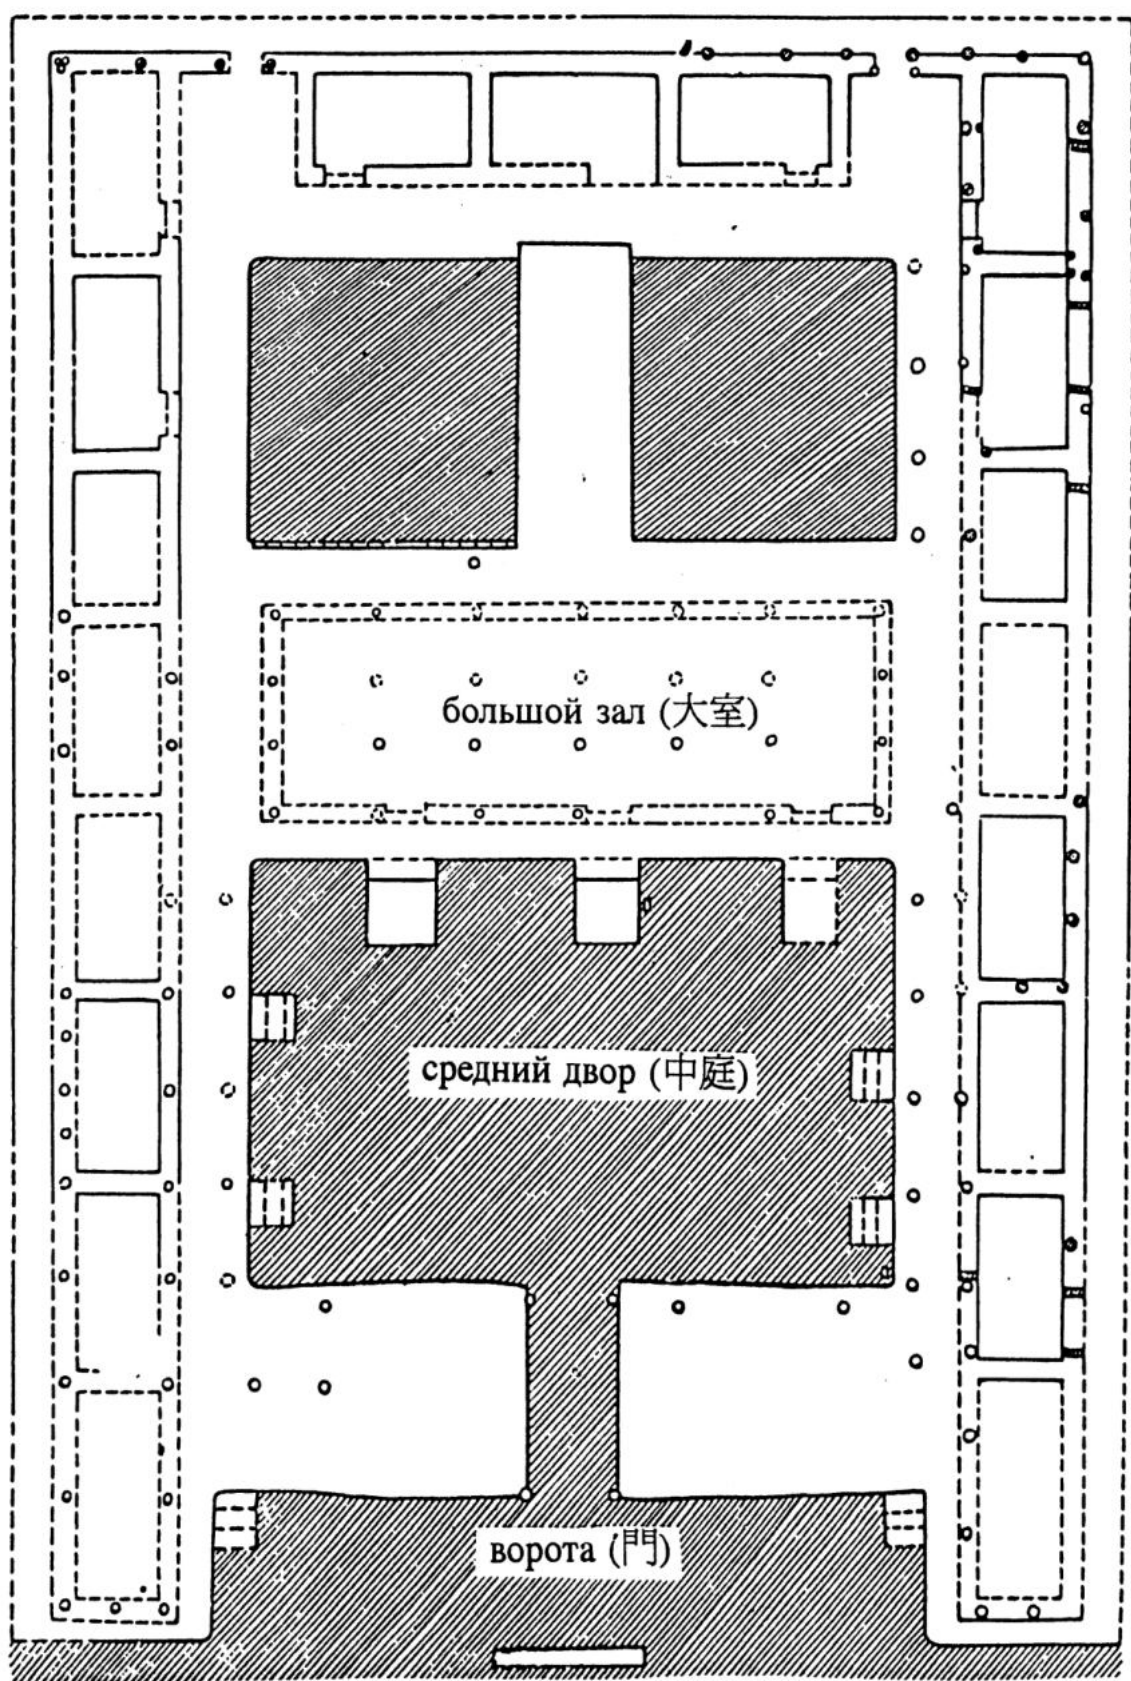 большой зал (大室)
средний двор (中庭)
ворота (門)